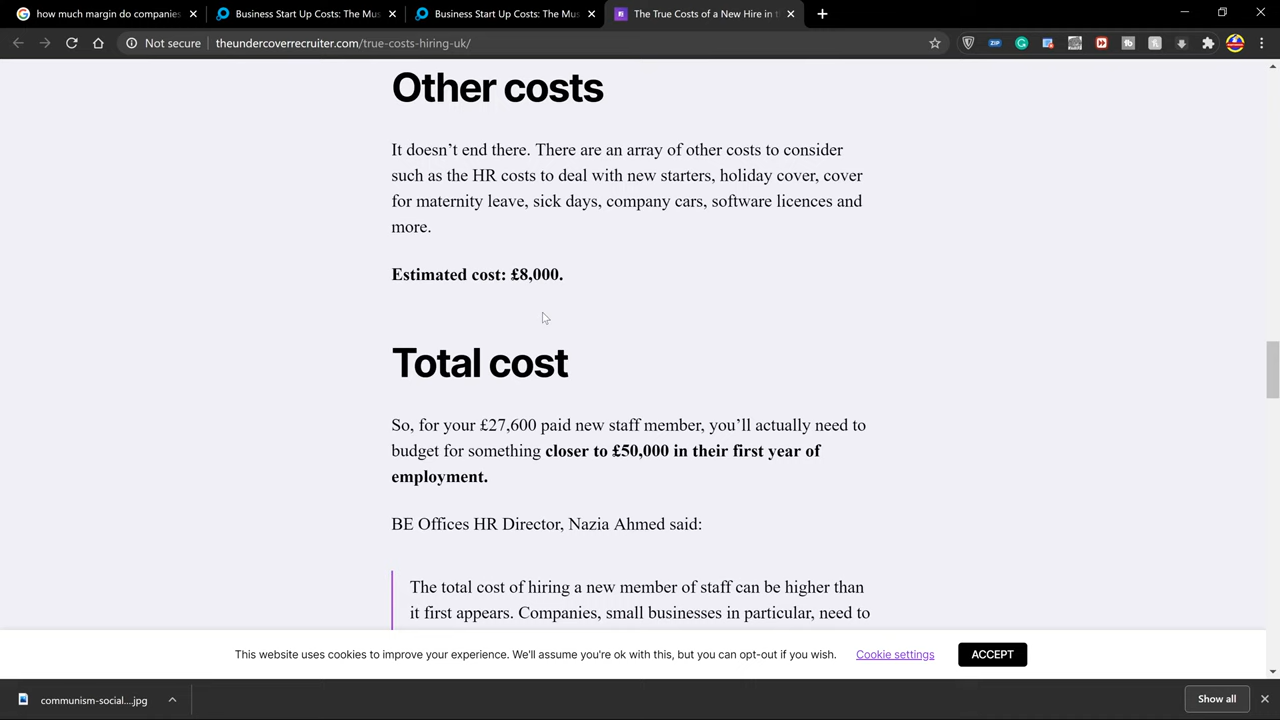 how much margin do companies
Business Start Up Costs: The Mus
Business Start Up Costs: The Mus
The True Costs of a New Hire in th
Not secure
theundercoverrecruiter.com/true-costs-hiring-uk/
ZIP
Other costs
It doesn’t end there. There are an array of other costs to consider
such as the HR costs to deal with new starters, holiday cover, cover
for maternity leave, sick days, company cars, software licences and
more.
Estimated cost: £8,000.
Total cost
So, for your £27,600 paid new staff member, you’ll actually need to
budget for something closer to £50,000 in their first year of
employment.
BE Offices HR Director, Nazia Ahmed said:
The total cost of hiring a new member of staff can be higher than
it first appears. Companies, small businesses in particular, need to
This website uses cookies to improve your experience. We'll assume you're ok with this, but you can opt-out if you wish.
Cookie settings
ACCEPT
communism-social....jpg
Show all